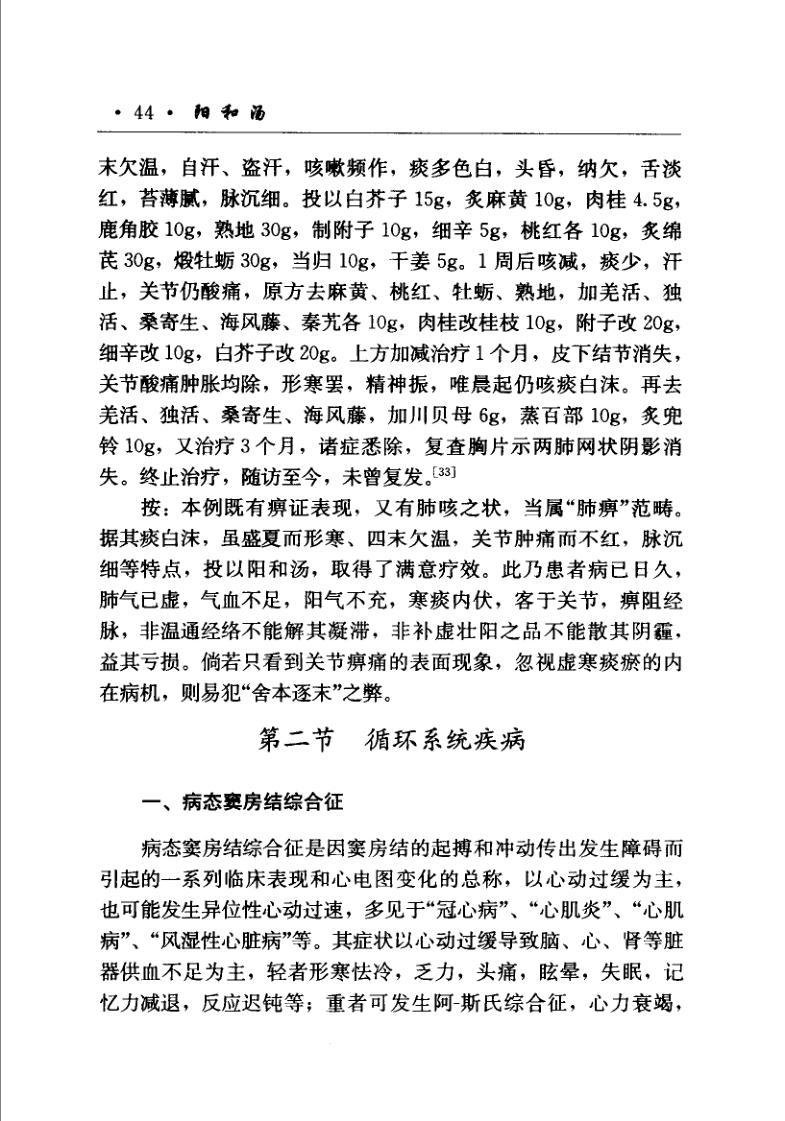 · 44 · 阳和汤
末欠温，自汗、盗汗，咳嗽频作，痰多色白，头昏，纳欠，舌淡
红，苔薄腻，脉沉细。投以白芥子 15g，炙麻黄 10g，肉桂 4.5g，
鹿角胶 10g，熟地 30g，制附子 10g，细辛 5g，桃红各 10g，炙绵
芪 30g，煅牡蛎 30g，当归 10g，干姜 5g。1 周后咳减，痰少，汗
止，关节仍酸痛，原方去麻黄、桃红、牡蛎、熟地，加羌活、独
活、桑寄生、海风藤、秦艽各 10g，肉桂改桂枝 10g，附子改 20g，
细辛改 10g，白芥子改 20g。上方加减治疗 1 个月，皮下结节消失，
关节酸痛肿胀均除，形寒罢，精神振，唯晨起仍咳痰白沫。再去
羌活、独活、桑寄生、海风藤，加川贝母 6g，蒸百部 10g，炙兜
铃 10g，又治疗 3 个月，诸症悉除，复查胸片示两肺网状阴影消
失。终止治疗，随访至今，未曾复发。[33]
按：本例既有痹证表现，又有肺咳之状，当属“肺痹”范畴。
据其痰白沫，虽盛夏而形寒、四末欠温，关节肿痛而不红，脉沉
细等特点，投以阳和汤，取得了满意疗效。此乃患者病已日久，
肺气已虚，气血不足，阳气不充，寒痰内伏，客于关节，痹阻经
脉，非温通经络不能解其凝滞，非补虚壮阳之品不能散其阴霾，
益其亏损。倘若只看到关节痹痛的表面现象，忽视虚寒痰瘀的内
在病机，则易犯“舍本逐末”之弊。
第二节 循环系统疾病
一、病态窦房结综合征
病态窦房结综合征是因窦房结的起搏和冲动传出发生障碍而
引起的一系列临床表现和心电图变化的总称，以心动过缓为主，
也可能发生异位性心动过速，多见于“冠心病”、“心肌炎”、“心肌
病”、“风湿性心脏病”等。其症状以心动过缓导致脑、心、肾等脏
器供血不足为主，轻者形寒怯冷，乏力，头痛，眩晕，失眠，记
忆力减退，反应迟钝等；重者可发生阿-斯氏综合征，心力衰竭，